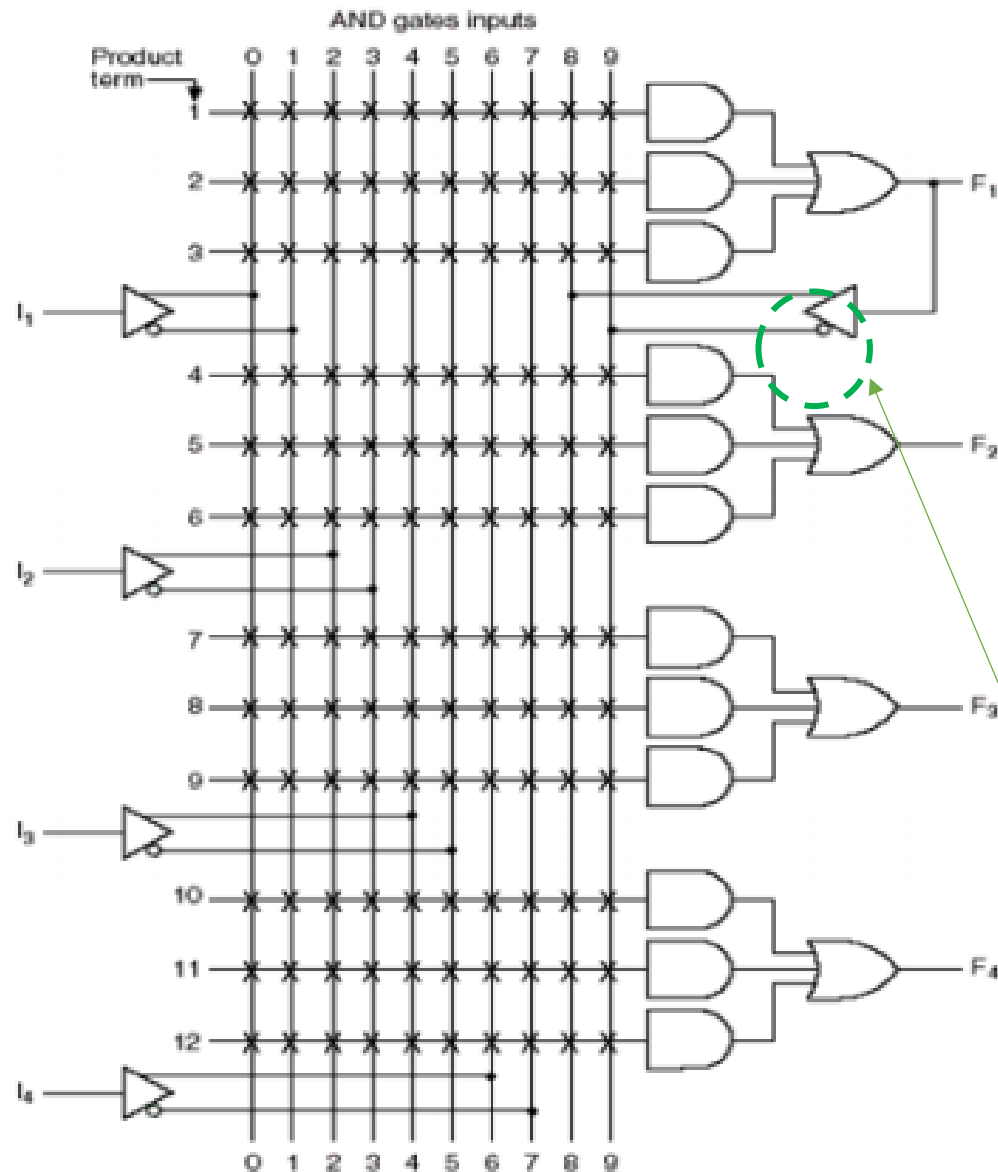 AND gates inputs
Product
term
0 1 2 3 4 5 6 7 8 9
1
2
F₁
3
I₁
4
5
F₂
6
I₂
7
8
F₃
9
I₃
10
11
F₄
12
I₄
0 1 2 3 4 5 6 7 8 9